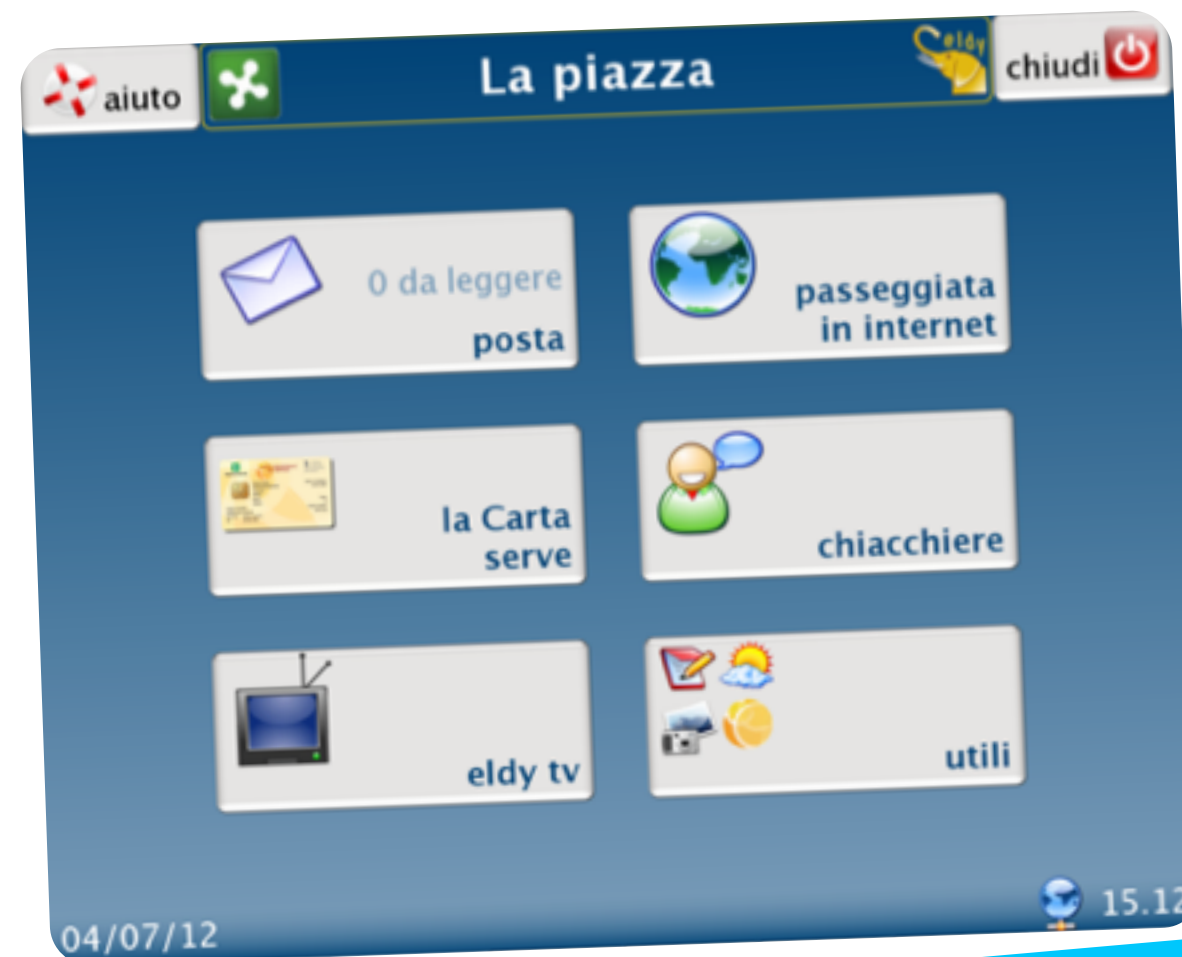 aiuto
La piazza
eldy
chiudi
0 da leggere
posta
passeggiata
in internet
la Carta
serve
chiacchiere
eldy tv
utili
04/07/12
15.12